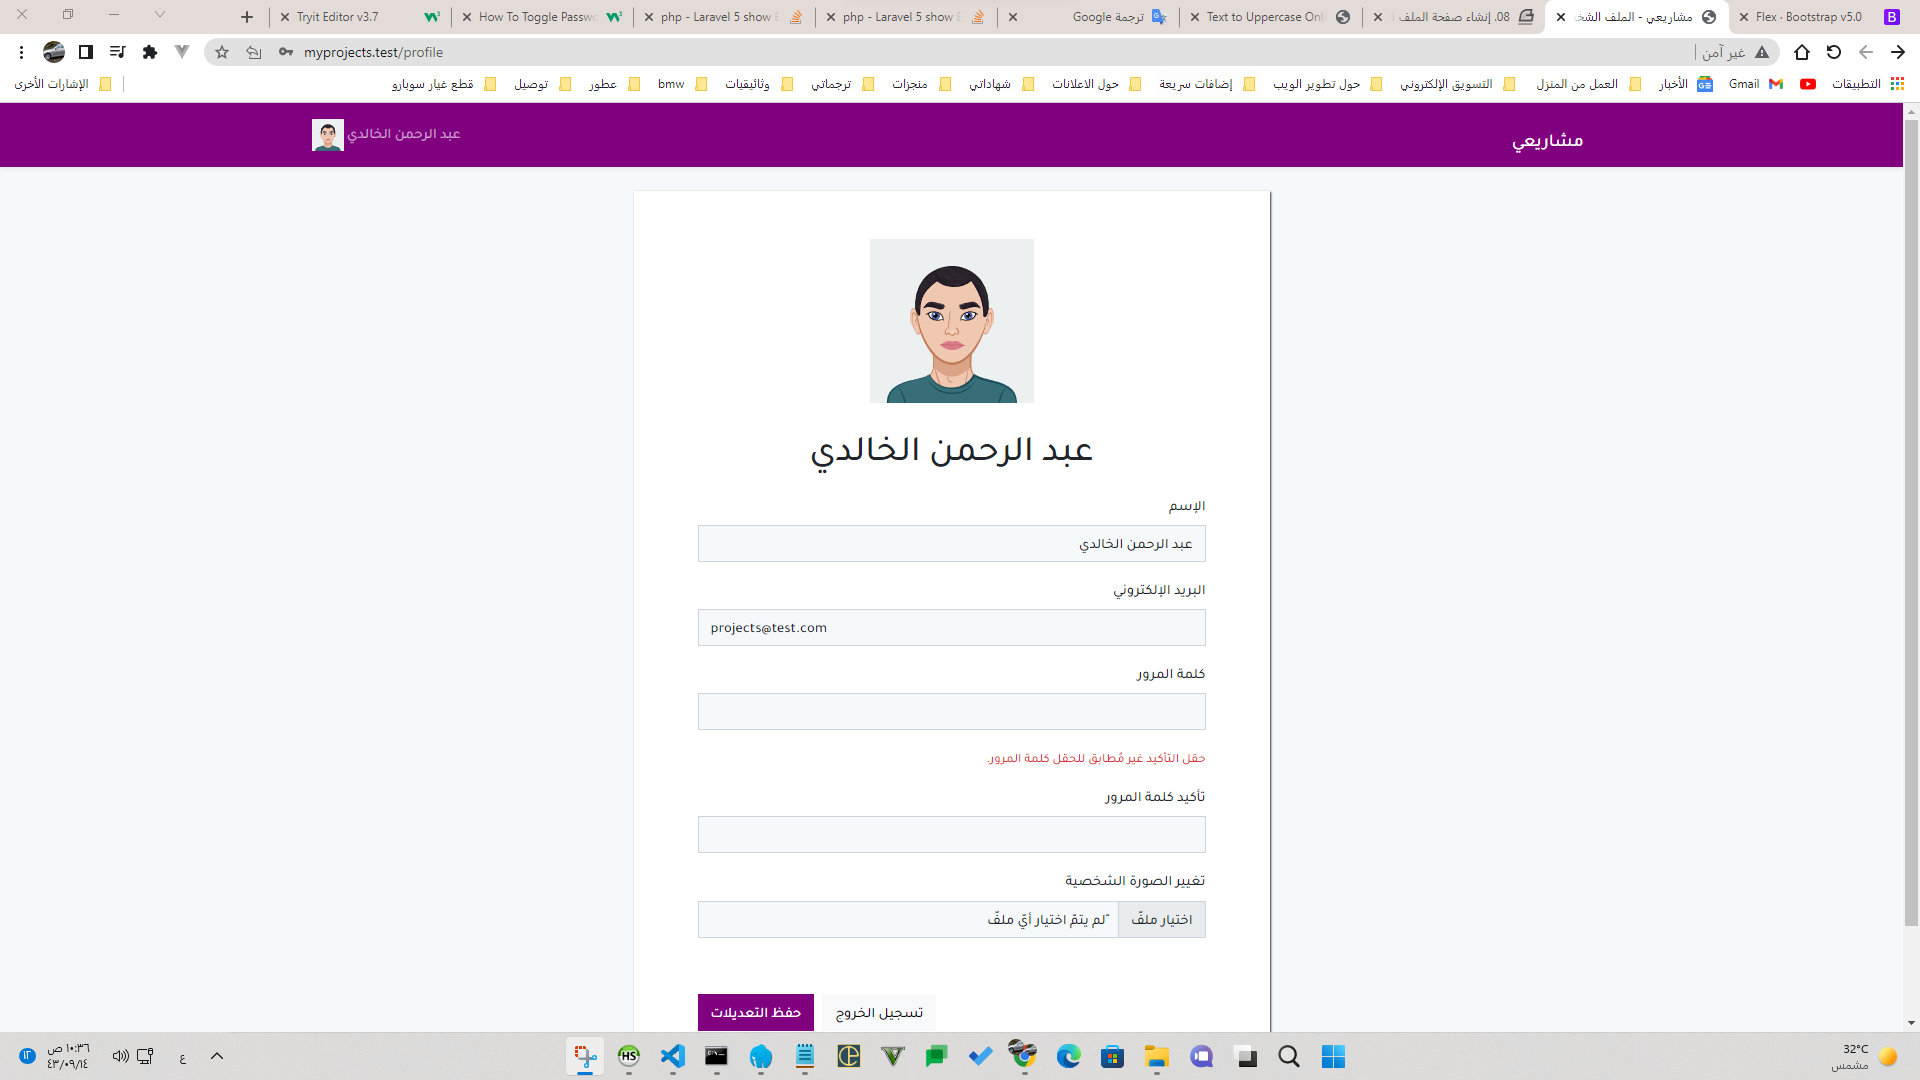 Flex · Bootstrap v5.0
مشاريعي - الملف الشخ
08. إنشاء صفحة الملف ا
Text to Uppercase Onl
ترجمة Google
php - Laravel 5 show E
php - Laravel 5 show E
How To Toggle Passwo
Tryit Editor v3.7
غير آمن
myprojects.test/profile
التطبيقات
Gmail
الأخبار
العمل من المنزل
التسويق الإلكتروني
حول تطوير الويب
إضافات سريعة
حول الاعلانات
شهاداتي
منجزات
ترجماتي
وثائيقيات
bmw
عطور
توصيل
قطع غيار سوبارو
الإشارات الأخرى
مشاريعي
عبد الرحمن الخالدي
عبد الرحمن الخالدي
الإسم
عبد الرحمن الخالدي
البريد الإلكتروني
projects@test.com
كلمة المرور
حقل التأكيد غير مُطابق للحقل كلمة المرور.
تأكيد كلمة المرور
تغيير الصورة الشخصية
اختيار ملفّ
لم يتمّ اختيار أيّ ملفّ
تسجيل الخروج
حفظ التعديلات
32°C
مشمس
ع
١٠:٣٦ ص
٤٣/٠٩/١٤
١٢